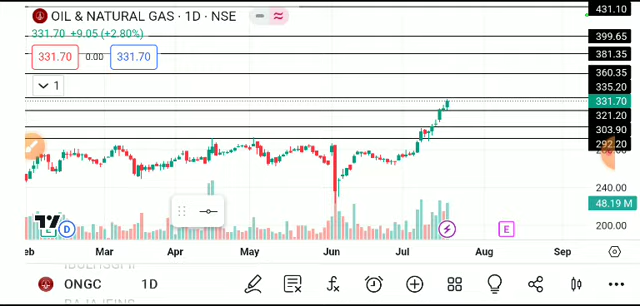 OIL & NATURAL GAS · 1D · NSE
331.70 +9.05 (+2.80%)
331.70 0.00 331.70
1
431.10
399.65
381.35
360.35
335.20
331.70
321.20
303.90
292.20
240.00
48.19 M
200.00
D
E
Mar Apr May Jun Jul Aug Sep
ONGC 1D